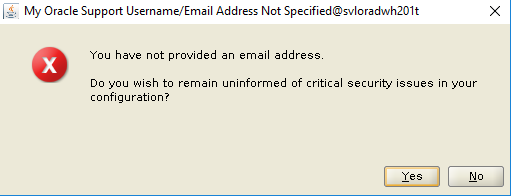 My Oracle Support Username/Email Address Not Specified@svloradwh201t
You have not provided an email address.
Do you wish to remain uninformed of critical security issues in your
configuration?
Yes No